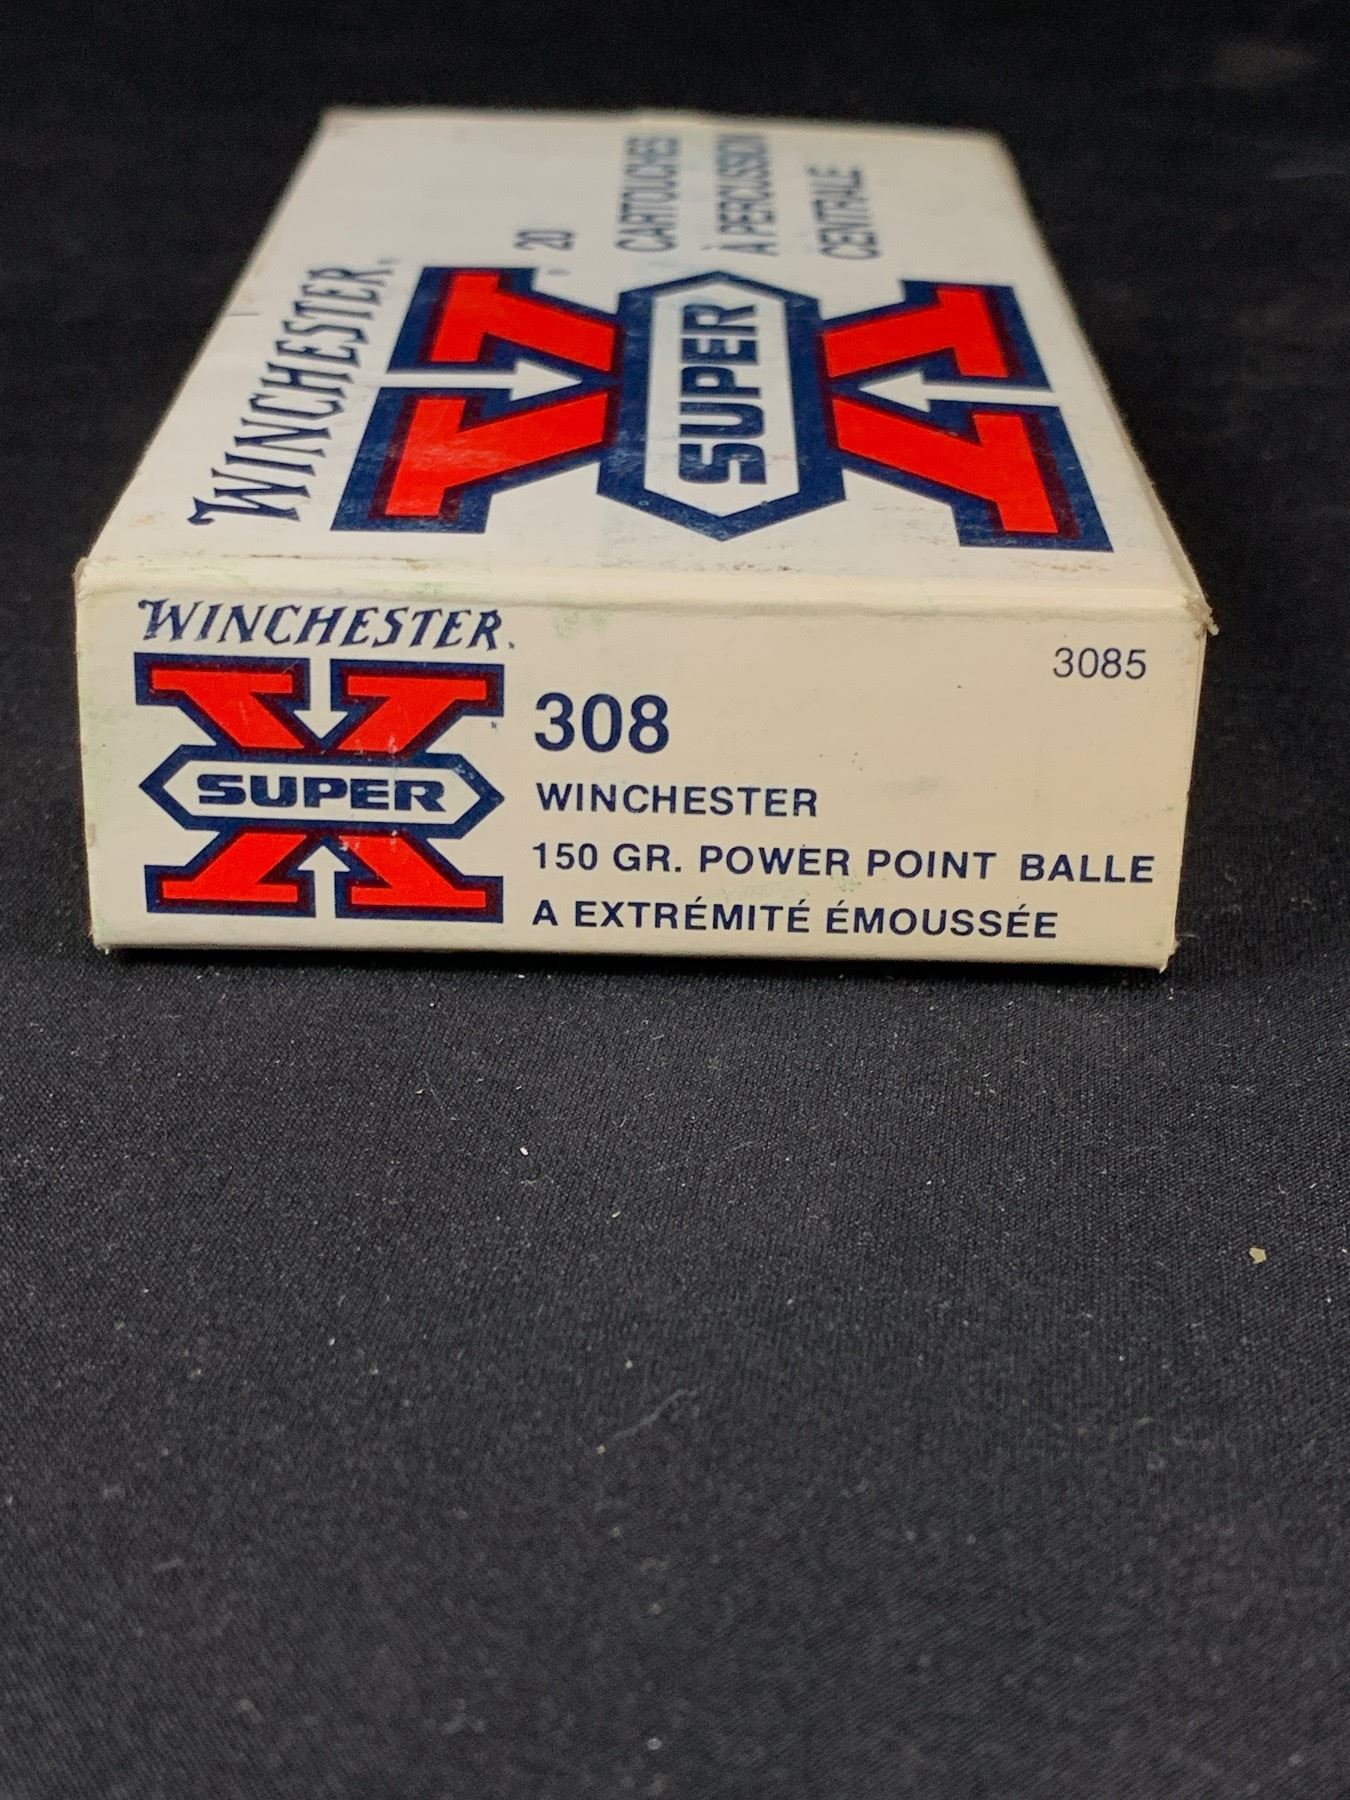 WINCHESTER
20
CARTOUCHES
À PERCUSSION
CENTRALE
SUPER
X
WINCHESTER
X
SUPER
3085
308
WINCHESTER
150 GR. POWER POINT BALLE
A EXTRÉMITÉ ÉMOUSSÉE